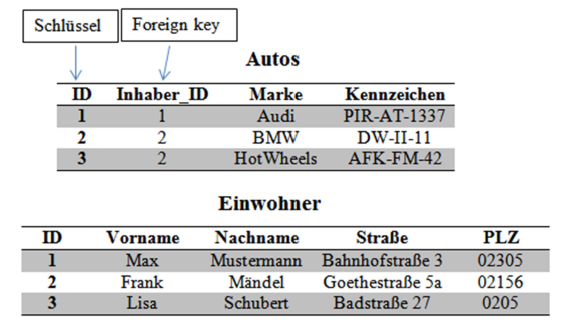 Schlüssel Foreign key
Autos
ID Inhaber_ID Marke Kennzeichen
1 1 Audi PIR-AT-1337
2 2 BMW DW-II-11
3 2 HotWheels AFK-FM-42
Einwohner
ID Vorname Nachname Straße PLZ
1 Max Mustermann Bahnhofstraße 3 02305
2 Frank Mändel Goethestraße 5a 02156
3 Lisa Schubert Badstraße 27 0205